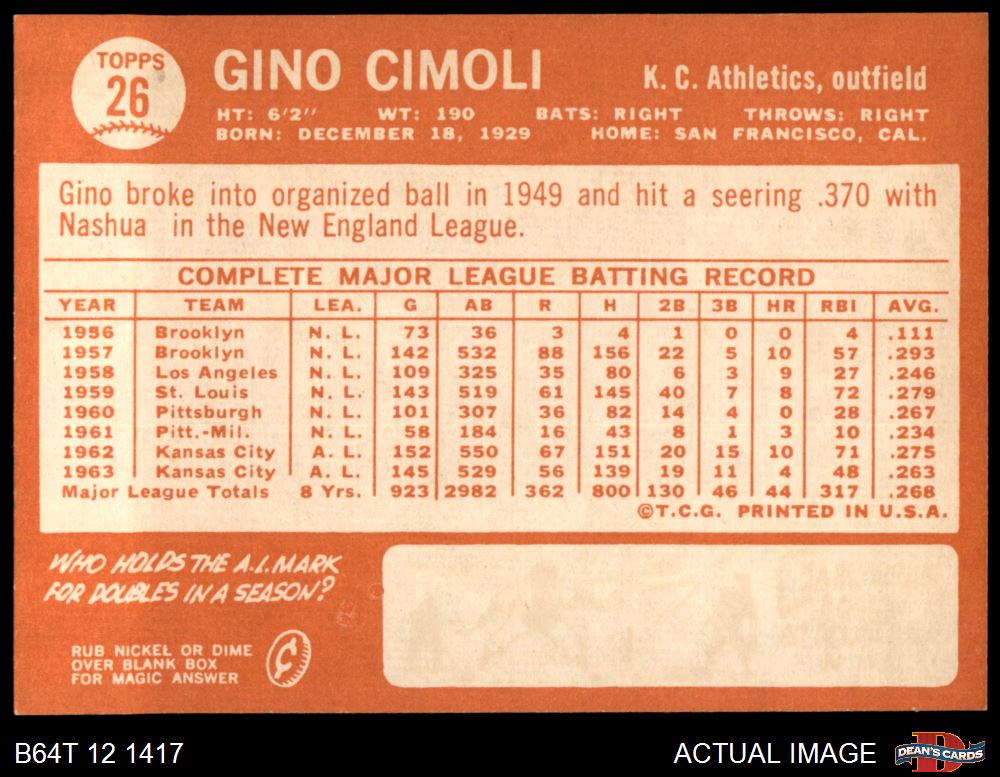 TOPPS
26
GINO CIMOLI
K. C. Athletics, outfield
HT: 6'2" WT: 190 BATS: RIGHT THROWS: RIGHT
BORN: DECEMBER 18, 1929 HOME: SAN FRANCISCO, CAL.
Gino broke into organized ball in 1949 and hit a seering .370 with
Nashua in the New England League.
COMPLETE MAJOR LEAGUE BATTING RECORD
YEAR TEAM LEA. G AB R H 2B 3B HR RBI AVG.
1956 Brooklyn N. L. 73 36 3 4 1 0 0 4 .111
1957 Brooklyn N. L. 142 532 88 156 22 5 10 57 .293
1958 Los Angeles N. L. 109 325 35 80 6 3 9 27 .246
1959 St. Louis N. L. 143 519 61 145 40 7 8 72 .279
1960 Pittsburgh N. L. 101 307 36 82 14 4 0 28 .267
1961 Pitt.-Mil. N. L. 58 184 16 43 8 1 3 10 .234
1962 Kansas City A. L. 152 550 67 151 20 15 10 71 .275
1963 Kansas City A. L. 145 529 56 139 19 11 4 48 .263
Major League Totals 8 Yrs. 923 2982 362 800 130 46 44 317 .268
©T.C.G. PRINTED IN U.S.A.
WHO HOLDS THE A.L. MARK
FOR DOUBLES IN A SEASON?
RUB NICKEL OR DIME
OVER BLANK BOX
FOR MAGIC ANSWER
¢
B64T 12 1417
ACTUAL IMAGE
D
DEAN'S CARDS